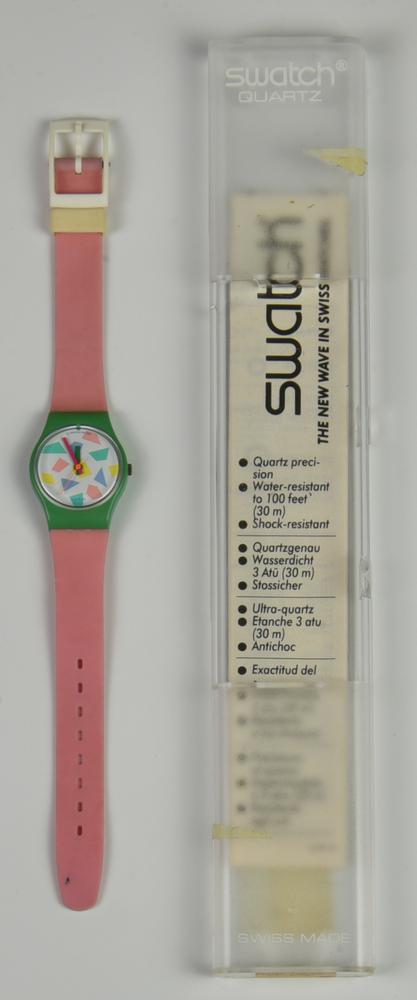 swatch®
QUARTZ
swatch
THE NEW WAVE IN SWISS
● Quartz preci-
sion
● Water-resistant
to 100 feet
(30 m)
● Shock-resistant
● Quartzgenau
● Wasserdicht
3 Atü (30 m)
● Stossicher
● Ultra-quartz
● Etanche 3 atu
(30 m)
● Antichoc
● Exactitud del
SWISS MADE